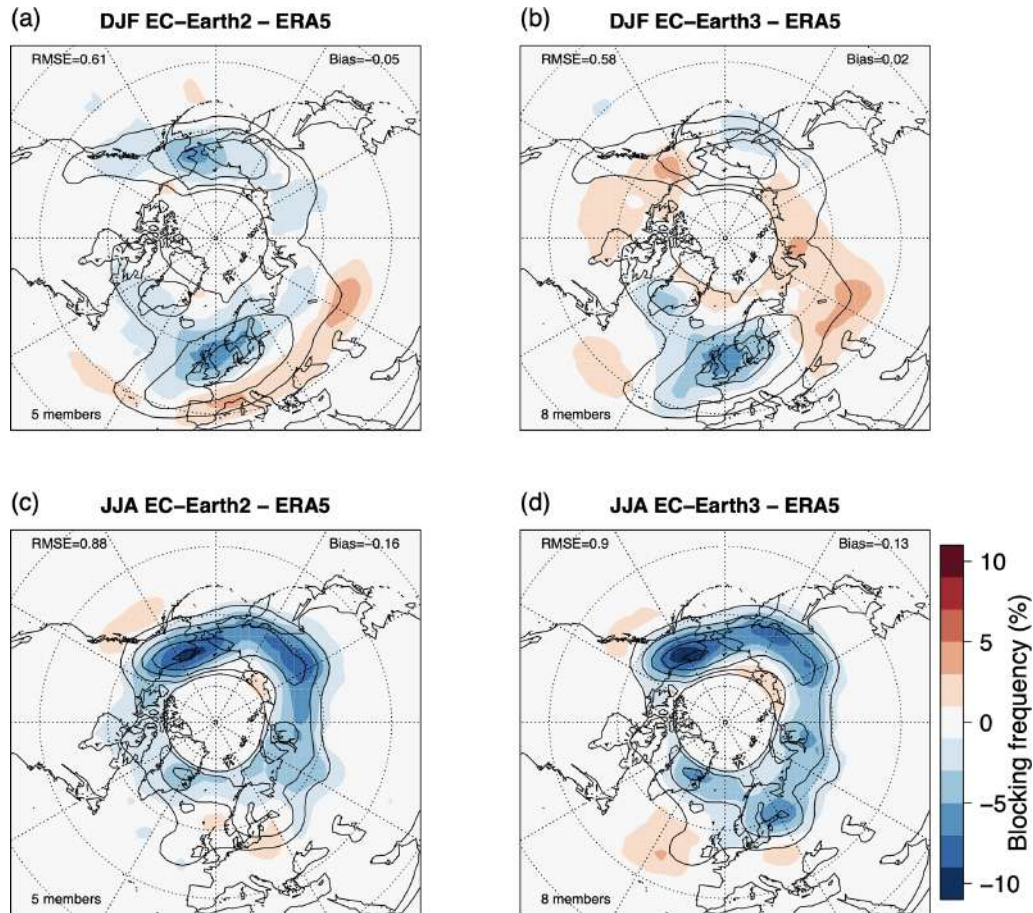 (a) DJF EC−Earth2 − ERA5
RMSE=0.61 Bias=−0.05
5 members
(b) DJF EC−Earth3 − ERA5
RMSE=0.58 Bias=0.02
8 members
(c) JJA EC−Earth2 − ERA5
RMSE=0.88 Bias=−0.16
5 members
(d) JJA EC−Earth3 − ERA5
RMSE=0.9 Bias=−0.13
8 members
10
5
0
−5
−10
Blocking frequency (%)